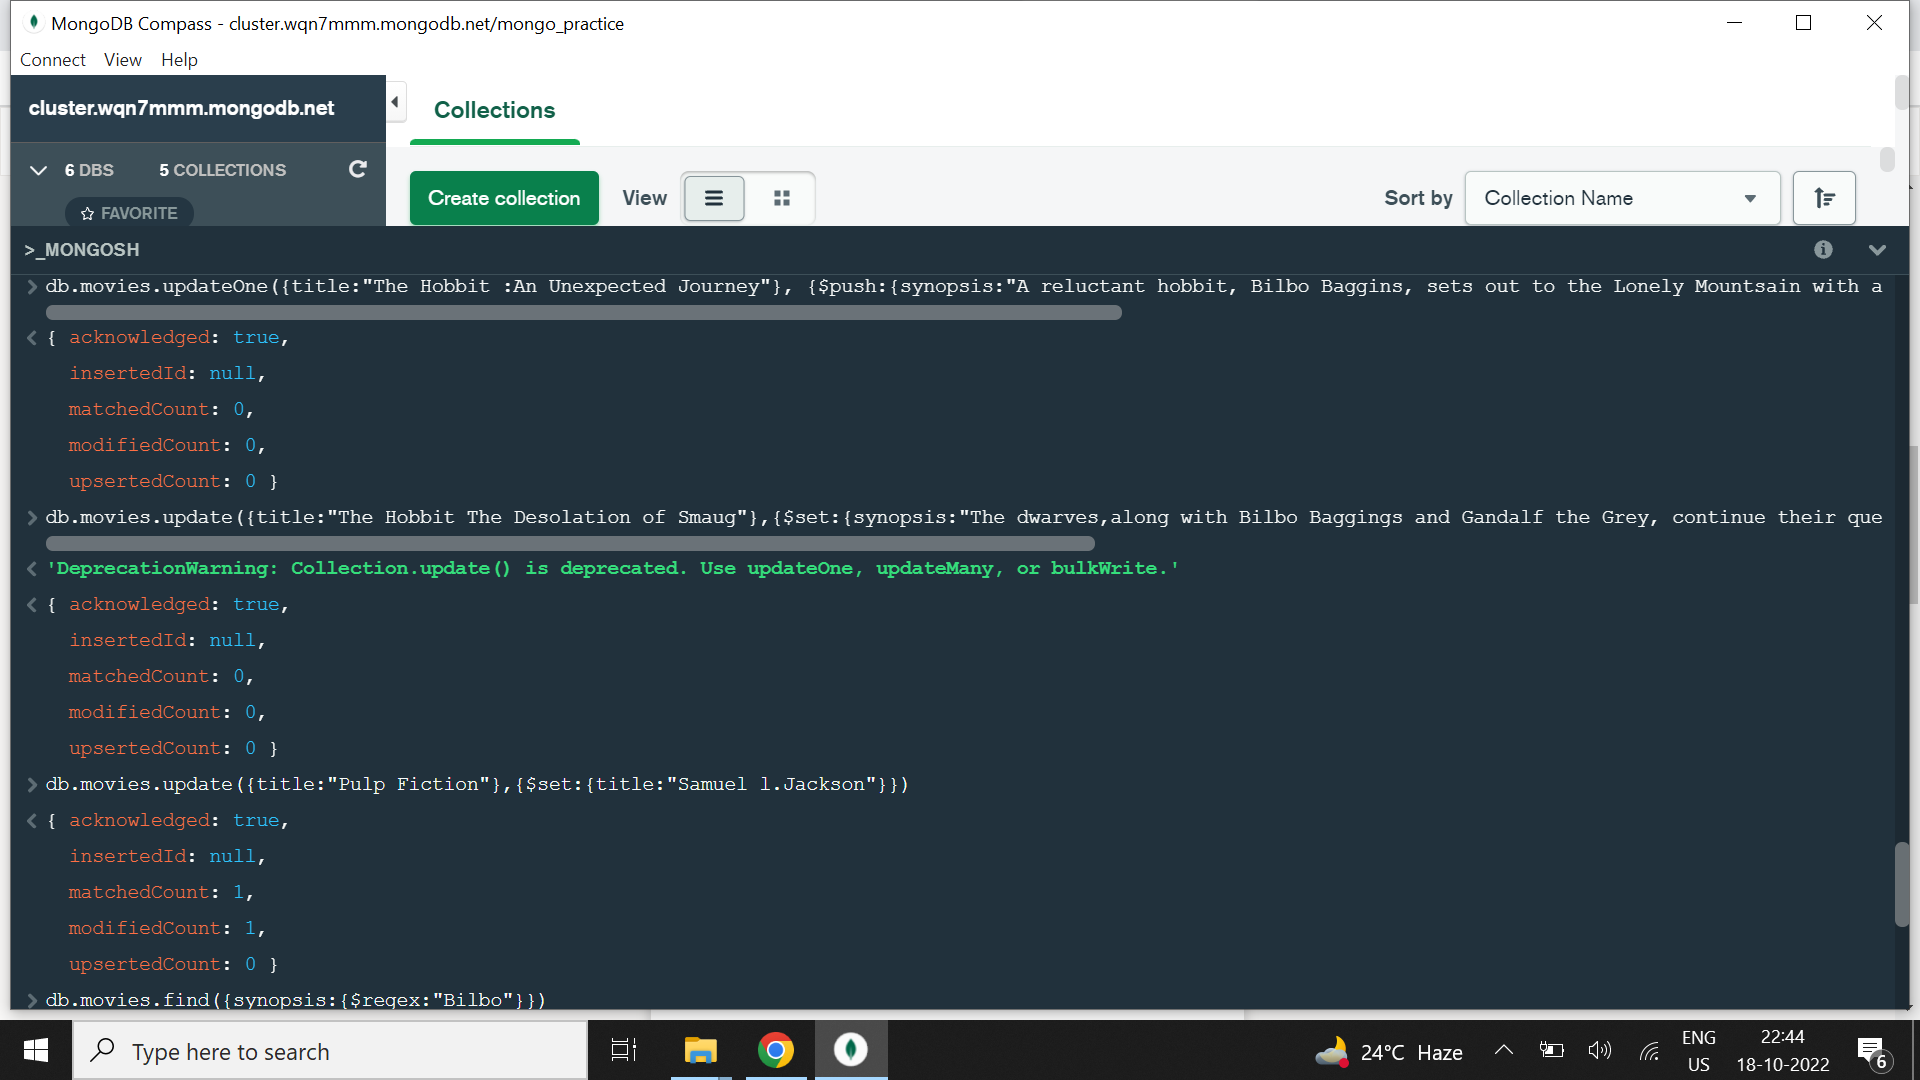 MongoDB Compass - cluster.wqn7mmm.mongodb.net/mongo_practice
Connect View Help
cluster.wqn7mmm.mongodb.net
Collections
6 DBS 5 COLLECTIONS
FAVORITE
Create collection View Sort by Collection Name
>_MONGOSH
> db.movies.updateOne({title:"The Hobbit :An Unexpected Journey"}, {$push:{synopsis:"A reluctant hobbit, Bilbo Baggins, sets out to the Lonely Mountsain with a
< { acknowledged: true,
insertedId: null,
matchedCount: 0,
modifiedCount: 0,
upsertedCount: 0 }
> db.movies.update({title:"The Hobbit The Desolation of Smaug"},{$set:{synopsis:"The dwarves,along with Bilbo Baggings and Gandalf the Grey, continue their que
< 'DeprecationWarning: Collection.update() is deprecated. Use updateOne, updateMany, or bulkWrite.'
< { acknowledged: true,
insertedId: null,
matchedCount: 0,
modifiedCount: 0,
upsertedCount: 0 }
> db.movies.update({title:"Pulp Fiction"},{$set:{title:"Samuel l.Jackson"}})
< { acknowledged: true,
insertedId: null,
matchedCount: 1,
modifiedCount: 1,
upsertedCount: 0 }
> db.movies.find({synopsis:{$regex:"Bilbo"}})
Type here to search
24°C Haze
ENG
US
22:44
18-10-2022
6